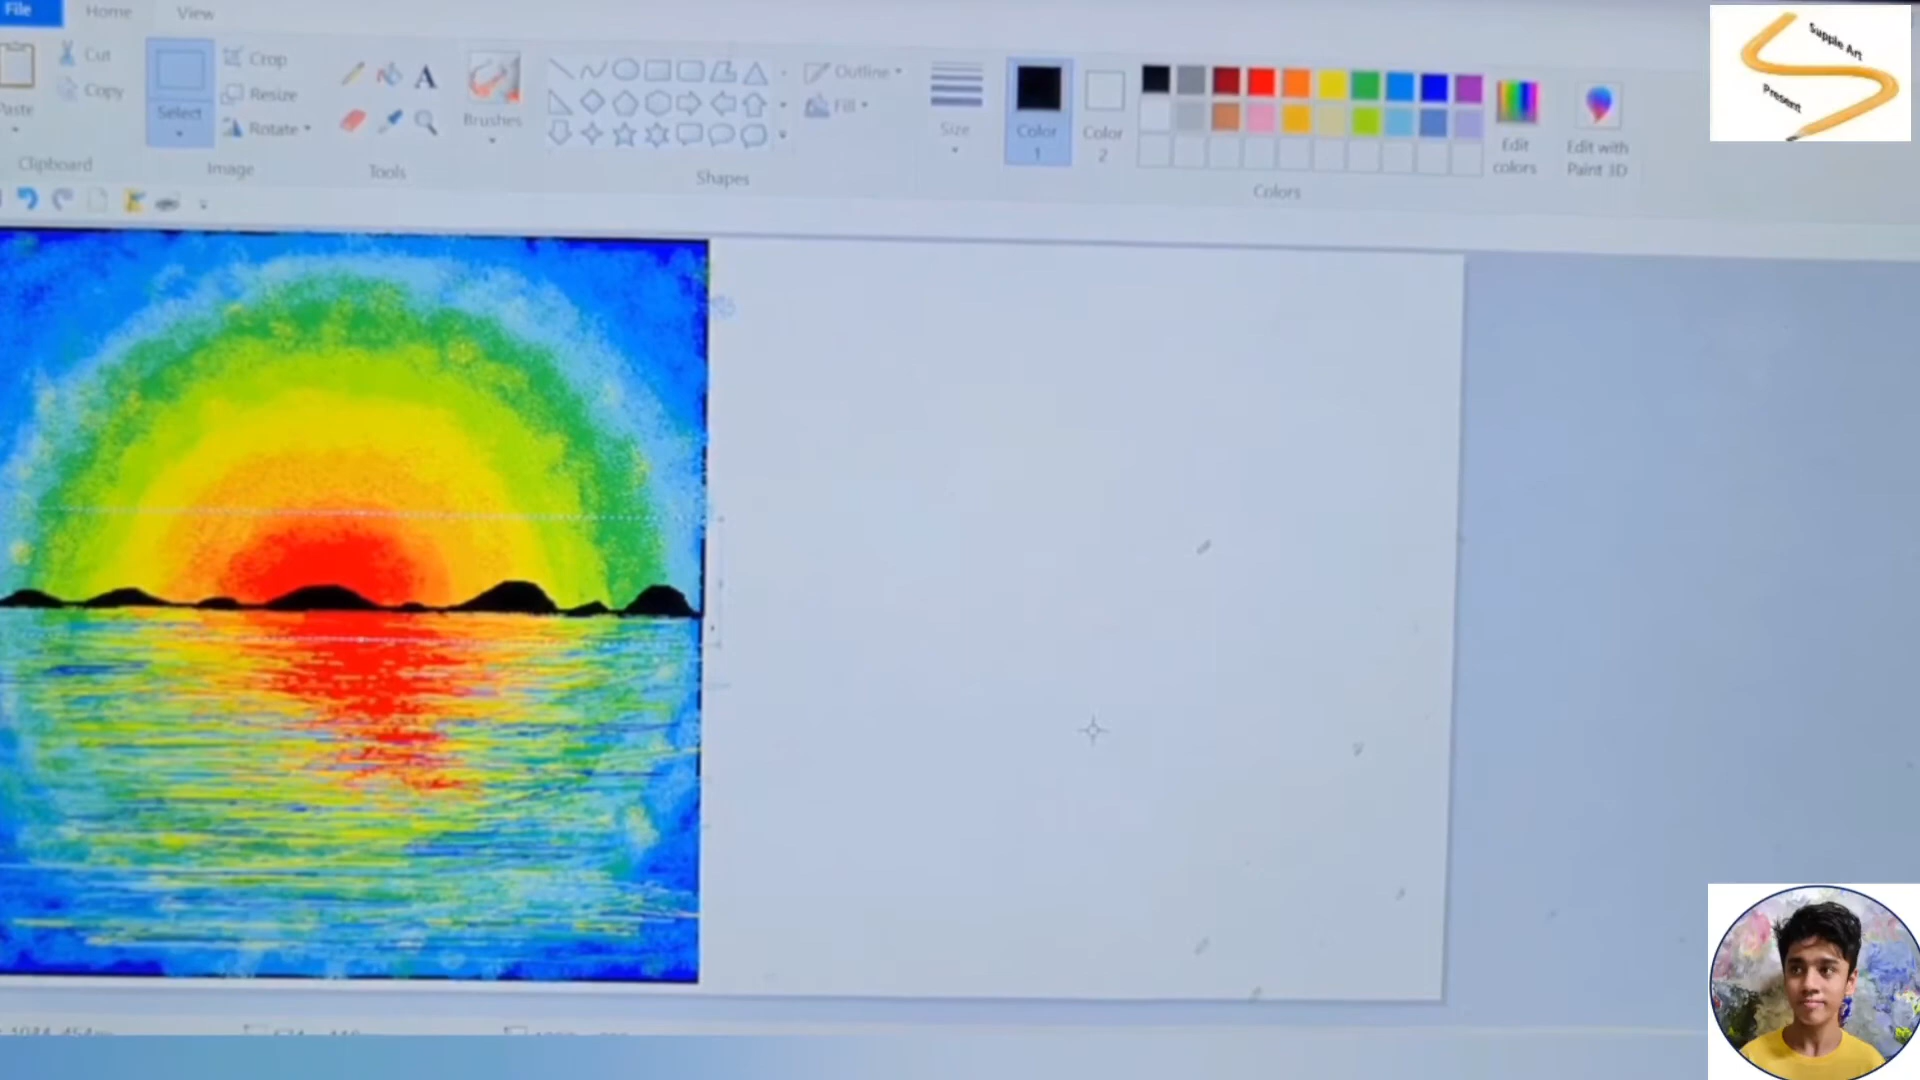 File Home View
Cut
Copy
Paste
Clipboard
Select
Crop
Resize
Rotate
Image
A
Tools
Brushes
Shapes
Outline
Fill
Size
Color 1
Color 2
Colors
Edit colors
Edit with Paint 3D
Supple Art
Present